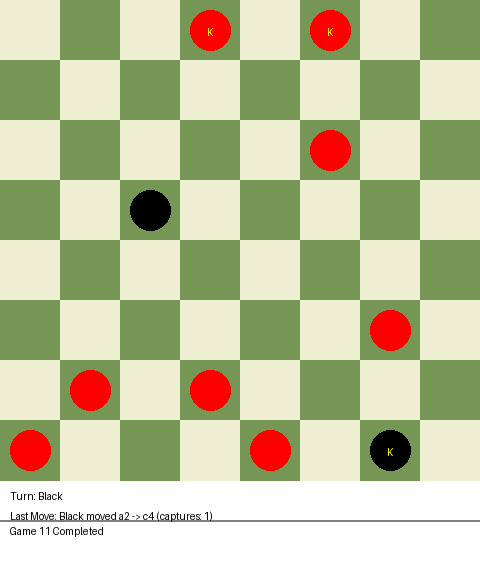 K
K
K
Turn: Black
Last Move: Black moved a2 -> c4 (captures: 1)
Game 11 Completed